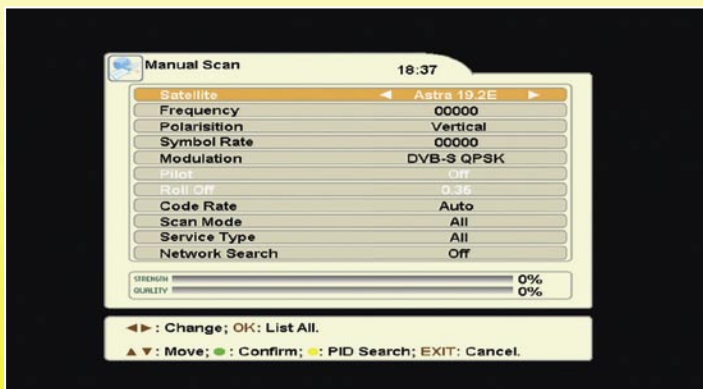 Manual Scan 18:37
Satellite ◄ Astra 19.2E ►
Frequency 00000
Polarisition Vertical
Symbol Rate 00000
Modulation DVB-S QPSK
Pilot Off
Roll Off 0.35
Code Rate Auto
Scan Mode All
Service Type All
Network Search Off
STRENGTH 0%
QUALITY 0%
◄►: Change; OK: List All.
▲▼: Move; ●: Confirm; ●: PID Search; EXIT: Cancel.